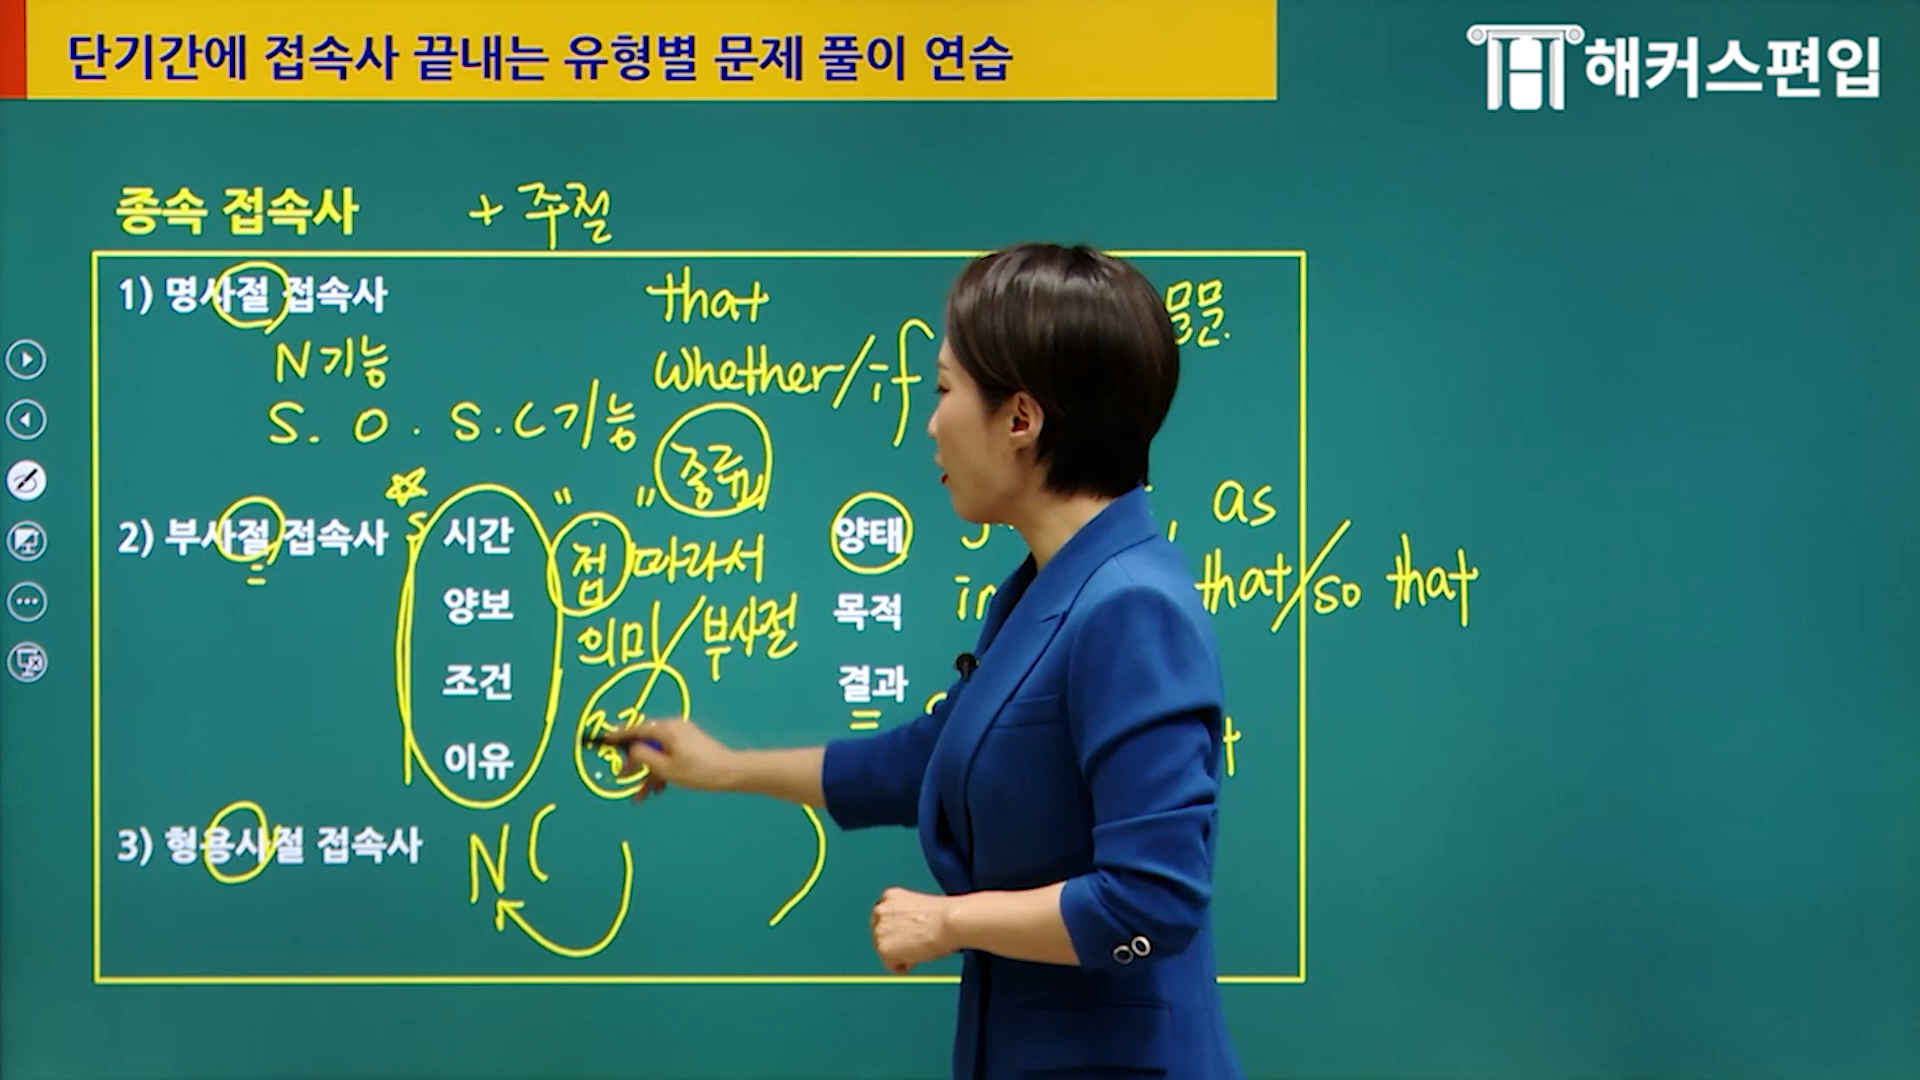 단기간에 접속사 끝내는 유형별 문제 풀이 연습
해커스편입
종속 접속사 + 주절
1) 명사절 접속사
that
whether/if
N기능
S. O. S.C기능
종류
2) 부사절 접속사
시간
양보
조건
이유
접 따라서
의미/부사절
종류
양태
as
목적
that/so that
결과
3) 형용사절 접속사
N ( )